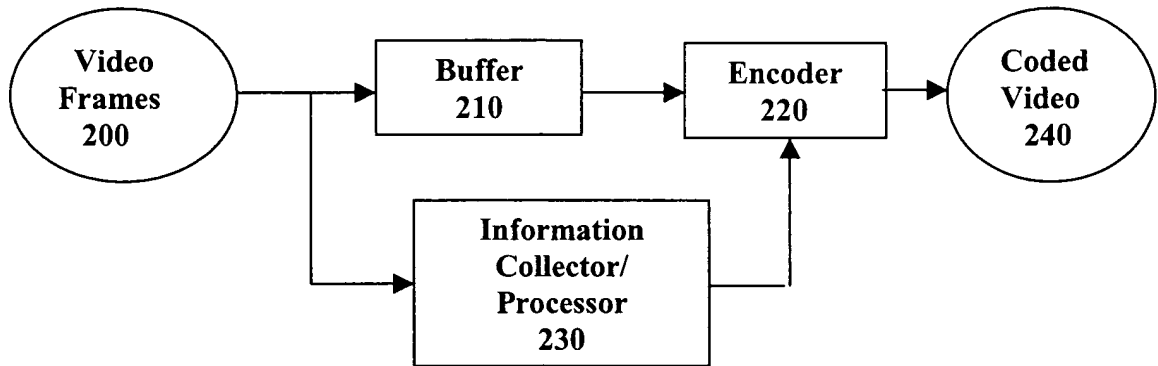 Video
Frames
200
Buffer
210
Encoder
220
Coded
Video
240
Information
Collector/
Processor
230